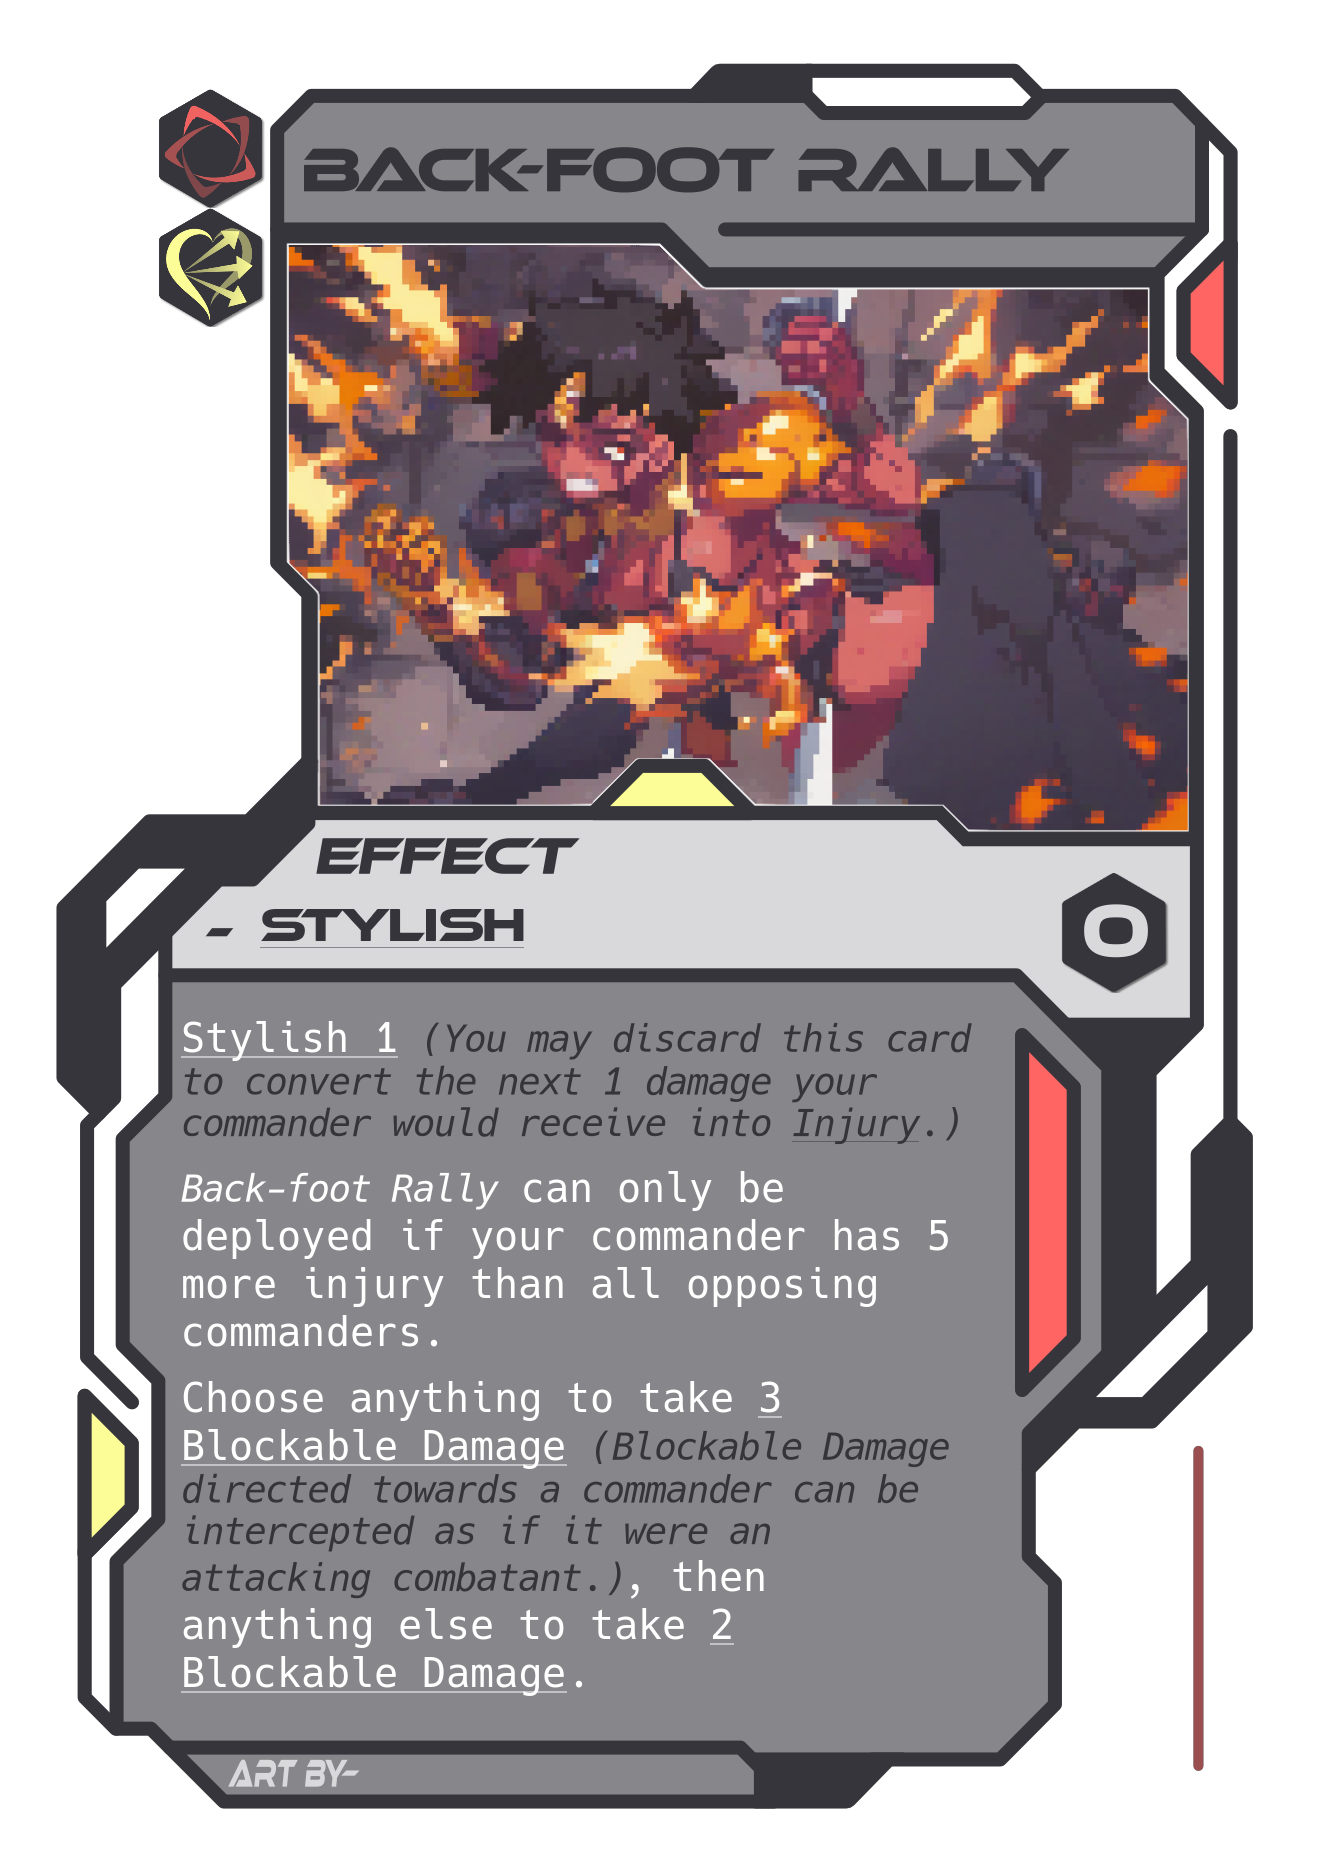 BACK-FOOT RALLY
EFFECT
- STYLISH
0
Stylish 1 (You may discard this card
to convert the next 1 damage your
commander would receive into Injury.)
Back-foot Rally can only be
deployed if your commander has 5
more injury than all opposing
commanders.
Choose anything to take 3
Blockable Damage (Blockable Damage
directed towards a commander can be
intercepted as if it were an
attacking combatant.), then
anything else to take 2
Blockable Damage.
ART BY-